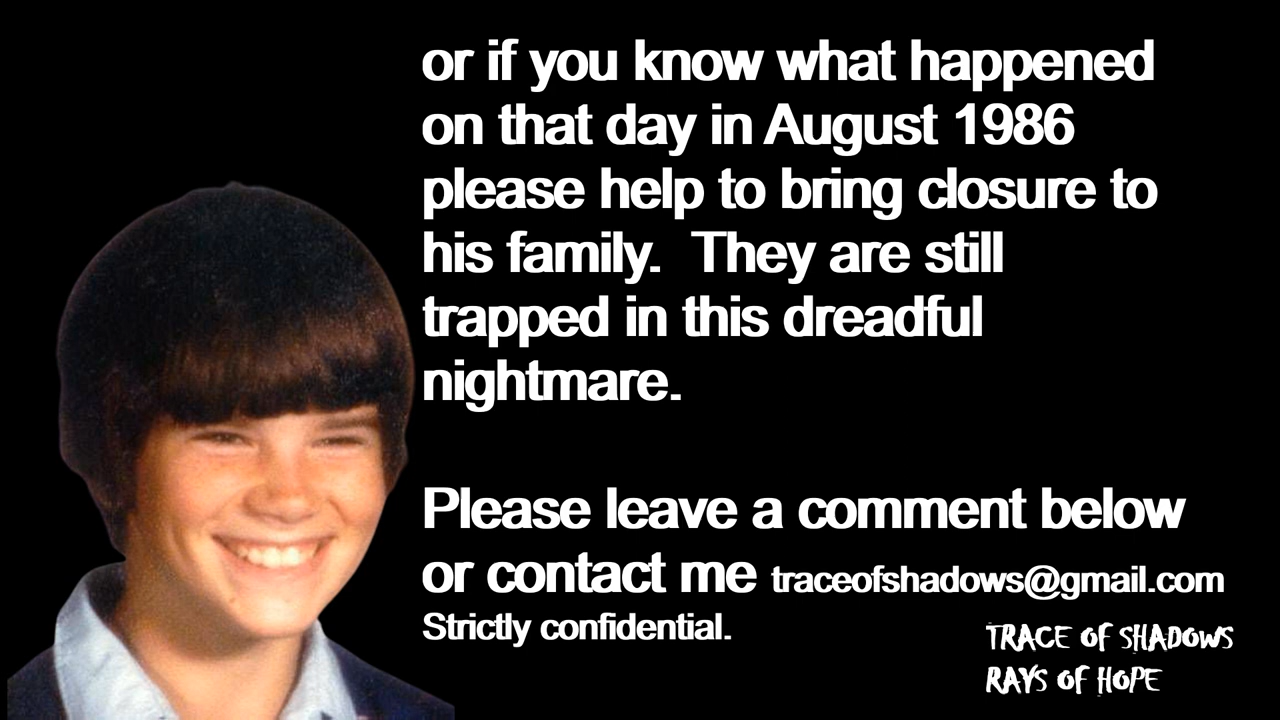 or if you know what happened
on that day in August 1986
please help to bring closure to
his family.  They are still
trapped in this dreadful
nightmare.
Please leave a comment below
or contact me traceofshadows@gmail.com
Strictly confidential.
TRACE OF SHADOWS
RAYS OF HOPE